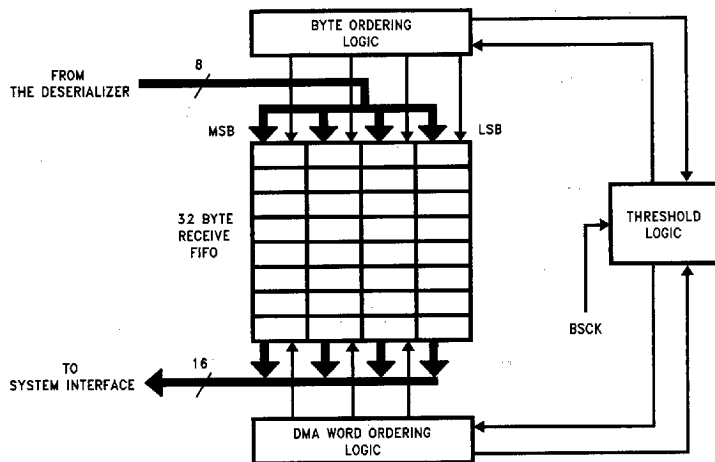 BYTE ORDERING
LOGIC
8
FROM
THE DESERIALIZER
MSB
LSB
32 BYTE
RECEIVE
FIFO
THRESHOLD
LOGIC
BSCK
16
TO
SYSTEM INTERFACE
DMA WORD ORDERING
LOGIC